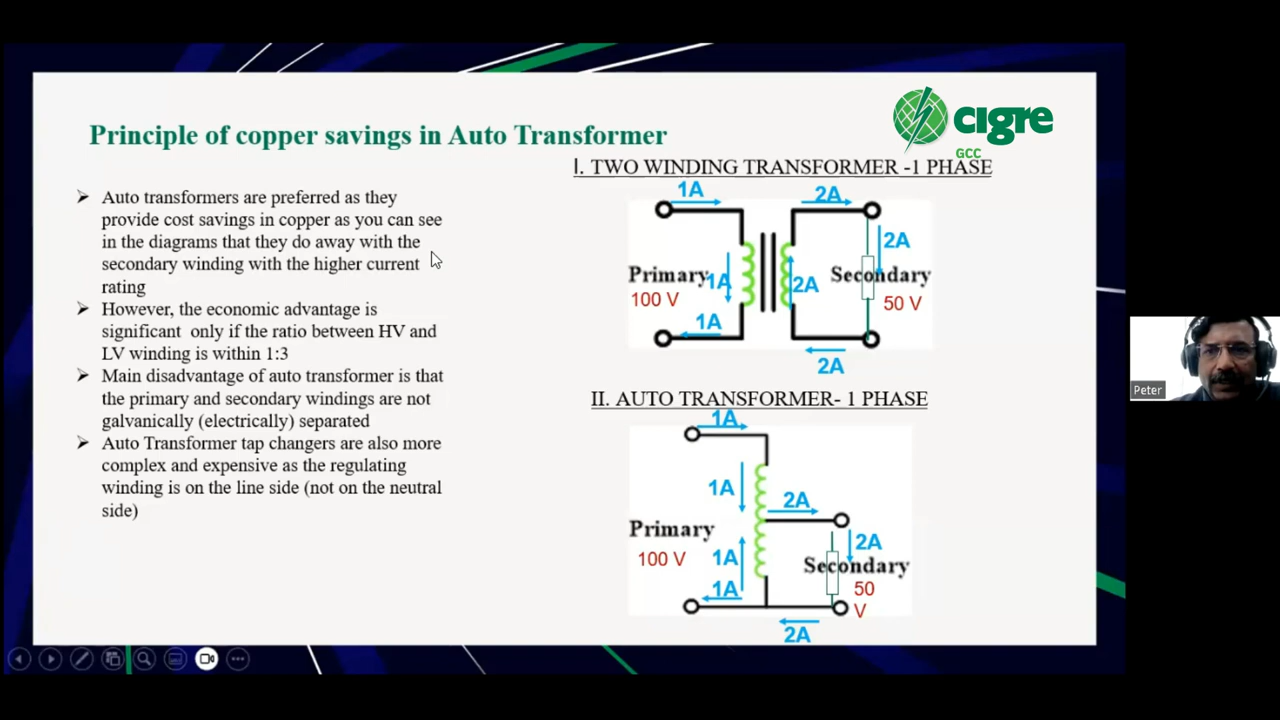 cigre
GCC
Principle of copper savings in Auto Transformer
Auto transformers are preferred as they
provide cost savings in copper as you can see
in the diagrams that they do away with the
secondary winding with the higher current
rating
However, the economic advantage is
significant only if the ratio between HV and
LV winding is within 1:3
Main disadvantage of auto transformer is that
the primary and secondary windings are not
galvanically (electrically) separated
Auto Transformer tap changers are also more
complex and expensive as the regulating
winding is on the line side (not on the neutral
side)
I. TWO WINDING TRANSFORMER -1 PHASE
1A
2A
2A
Primary
1A
2A
Secondary
100 V
50 V
1A
2A
II. AUTO TRANSFORMER- 1 PHASE
1A
1A
2A
Primary
2A
100 V
1A
Secondary
1A
50
V
2A
Peter